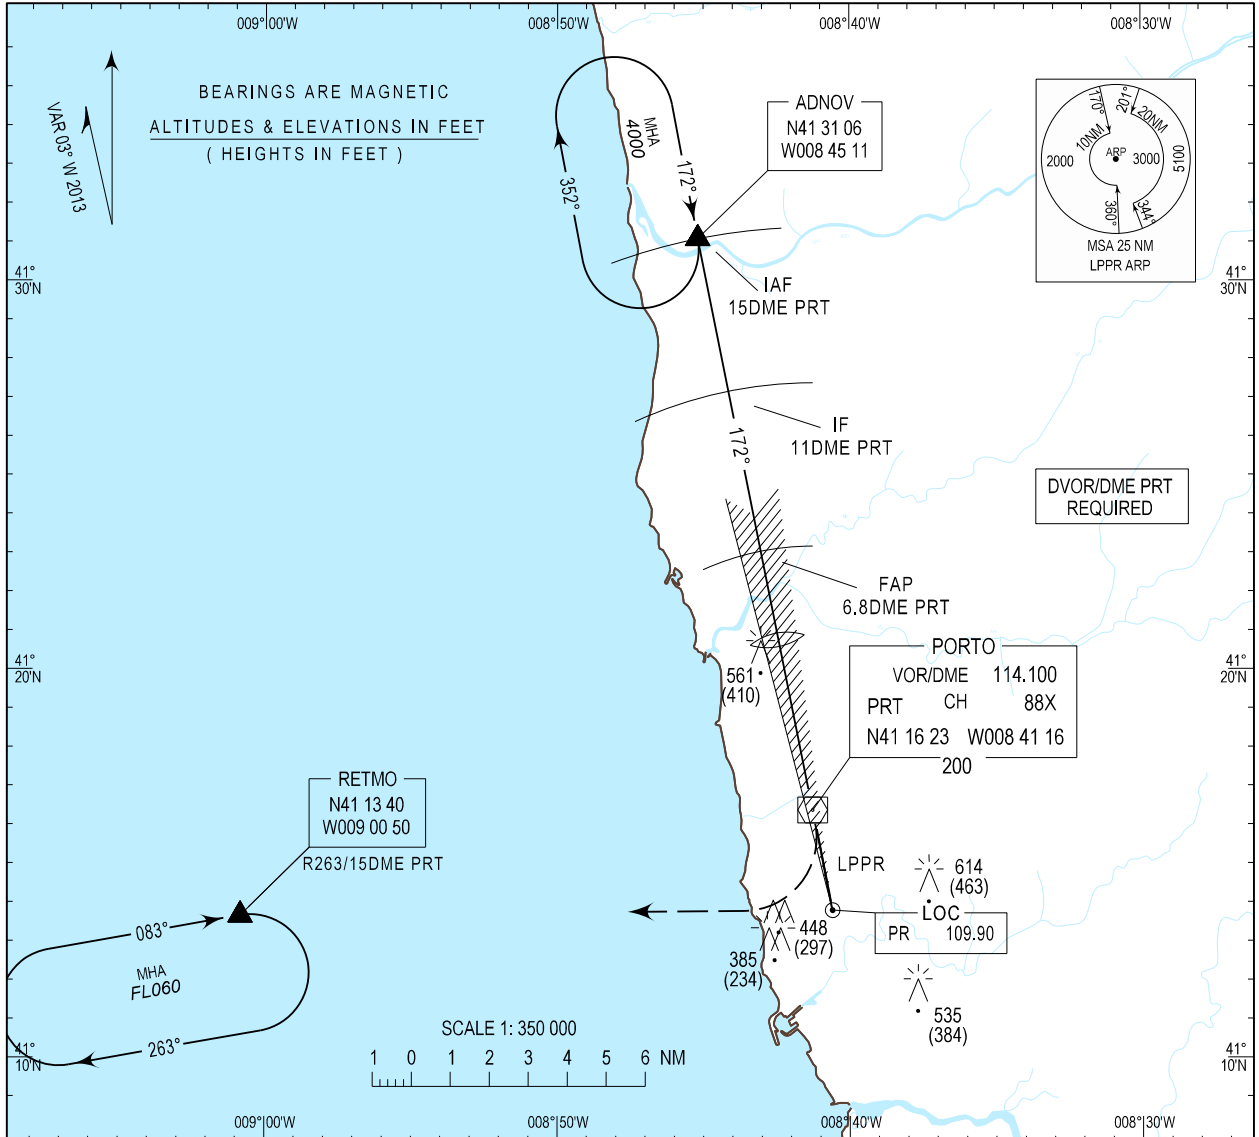 009°00'W
008°50'W
008°40'W
008°30'W
VAR 03° W 2013
BEARINGS ARE MAGNETIC
ALTITUDES & ELEVATIONS IN FEET
( HEIGHTS IN FEET )
MHA
4000
352°
172°
ADNOV
N41 31 06
W008 45 11
170°
201°
20NM
10NM
2000
ARP
3000
5100
360°
344°
MSA 25 NM
LPPR ARP
41°
30'N
41°
30'N
IAF
15DME PRT
172°
IF
11DME PRT
DVOR/DME PRT
REQUIRED
FAP
6.8DME PRT
41°
20'N
41°
20'N
561
(410)
PORTO
VOR/DME 114.100
PRT CH 88X
N41 16 23 W008 41 16
200
RETMO
N41 13 40
W009 00 50
R263/15DME PRT
LPPR
614
(463)
LOC
PR 109.90
083°
MHA
FL060
263°
448
(297)
385
(234)
535
(384)
SCALE 1: 350 000
1 0 1 2 3 4 5 6 NM
41°
10'N
41°
10'N
009°00'W
008°50'W
008°40'W
008°30'W